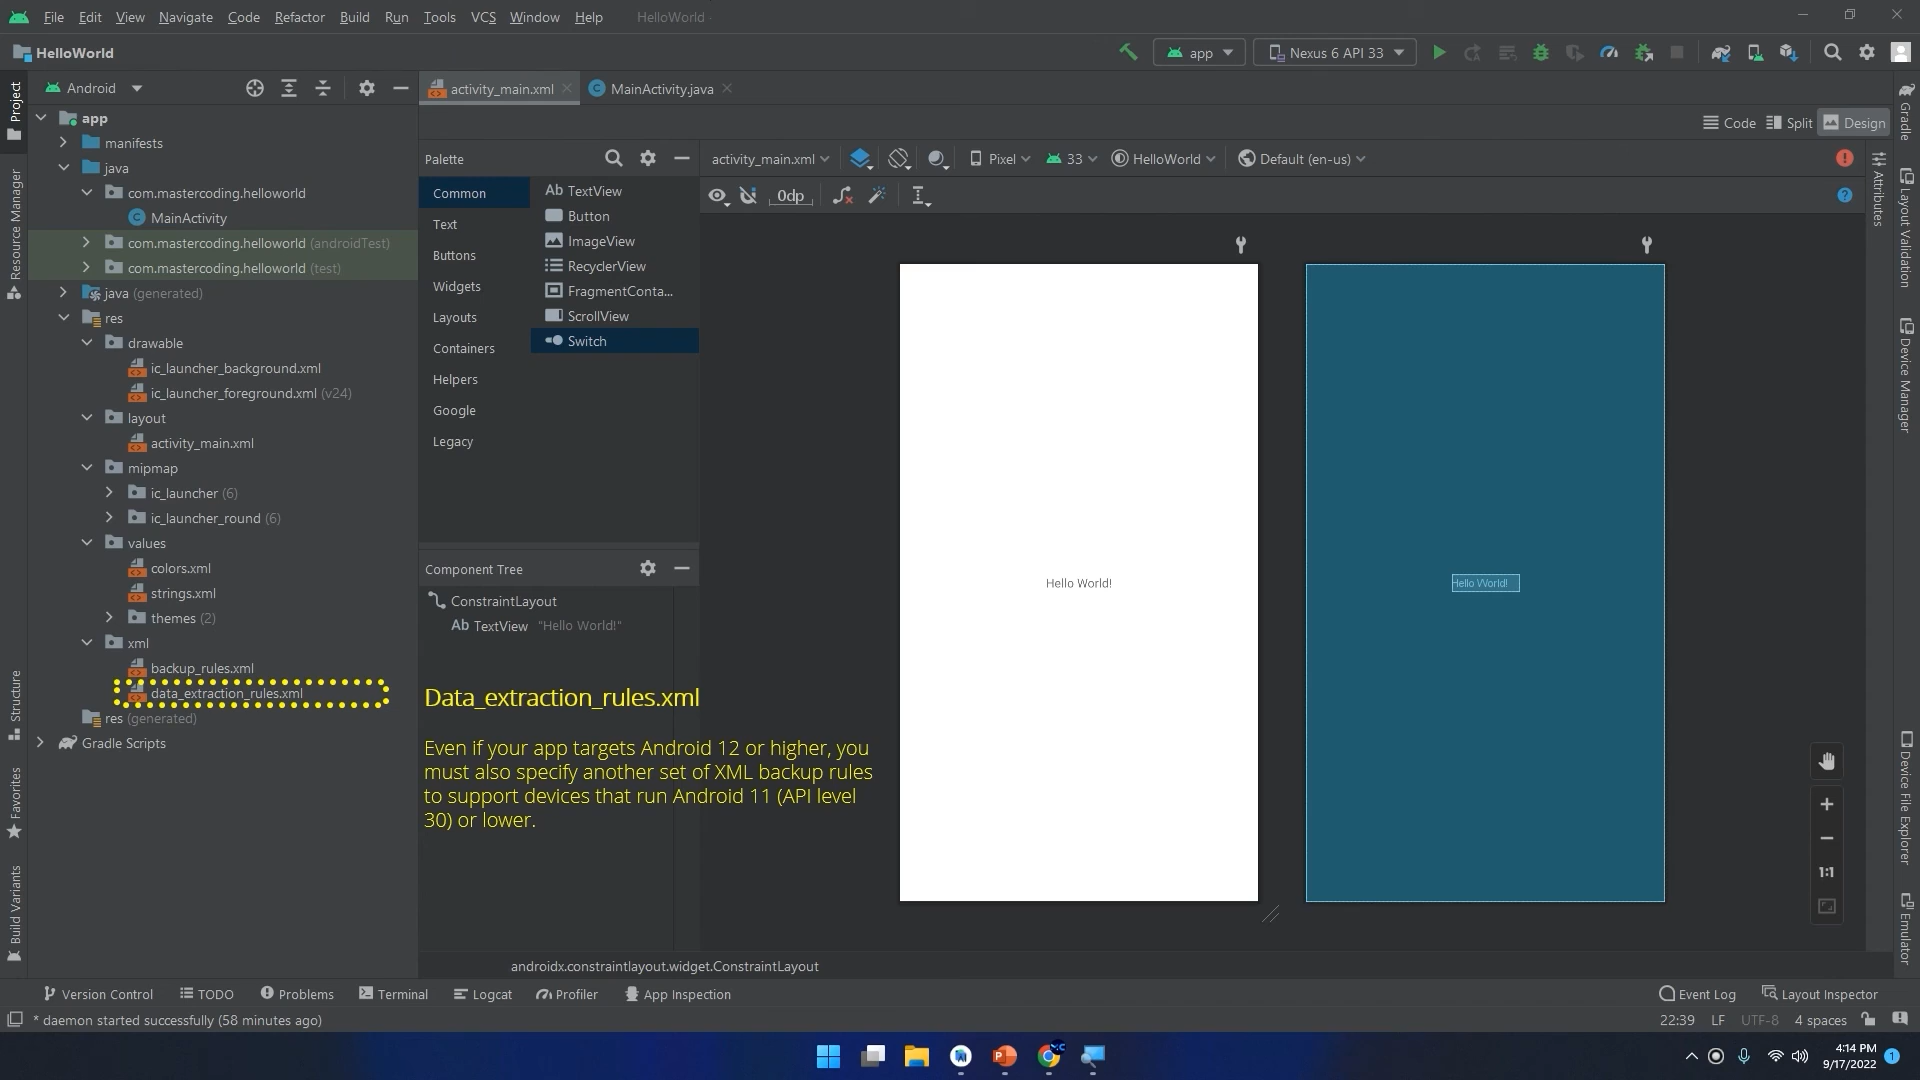 File Edit View Navigate Code Refactor Build Run Tools VCS Window Help HelloWorld
HelloWorld
app
Nexus 6 API 33
Project
Resource Manager
Structure
Favorites
Build Variants
Android
app
manifests
java
com.mastercoding.helloworld
MainActivity
com.mastercoding.helloworld (androidTest)
com.mastercoding.helloworld (test)
java (generated)
res
drawable
ic_launcher_background.xml
ic_launcher_foreground.xml (v24)
layout
activity_main.xml
mipmap
ic_launcher (6)
ic_launcher_round (6)
values
colors.xml
strings.xml
themes (2)
xml
backup_rules.xml
data_extraction_rules.xml
res (generated)
Gradle Scripts
activity_main.xml
MainActivity.java
Code Split Design
Palette
Common
Text
Buttons
Widgets
Layouts
Containers
Helpers
Google
Legacy
Ab TextView
Button
ImageView
RecyclerView
FragmentConta...
ScrollView
Switch
activity_main.xml
Pixel
33
HelloWorld
Default (en-us)
0dp
Component Tree
ConstraintLayout
Ab TextView "Hello World!"
Data_extraction_rules.xml
Even if your app targets Android 12 or higher, you
must also specify another set of XML backup rules
to support devices that run Android 11 (API level
30) or lower.
Hello World!
Hello World!
1:1
Gradle
Attributes
Layout Validation
Device Manager
Device File Explorer
Emulator
androidx.constraintlayout.widget.ConstraintLayout
Version Control TODO Problems Terminal Logcat Profiler App Inspection
Event Log Layout Inspector
* daemon started successfully (58 minutes ago)
22:39 LF UTF-8 4 spaces
4:14 PM
9/17/2022
1